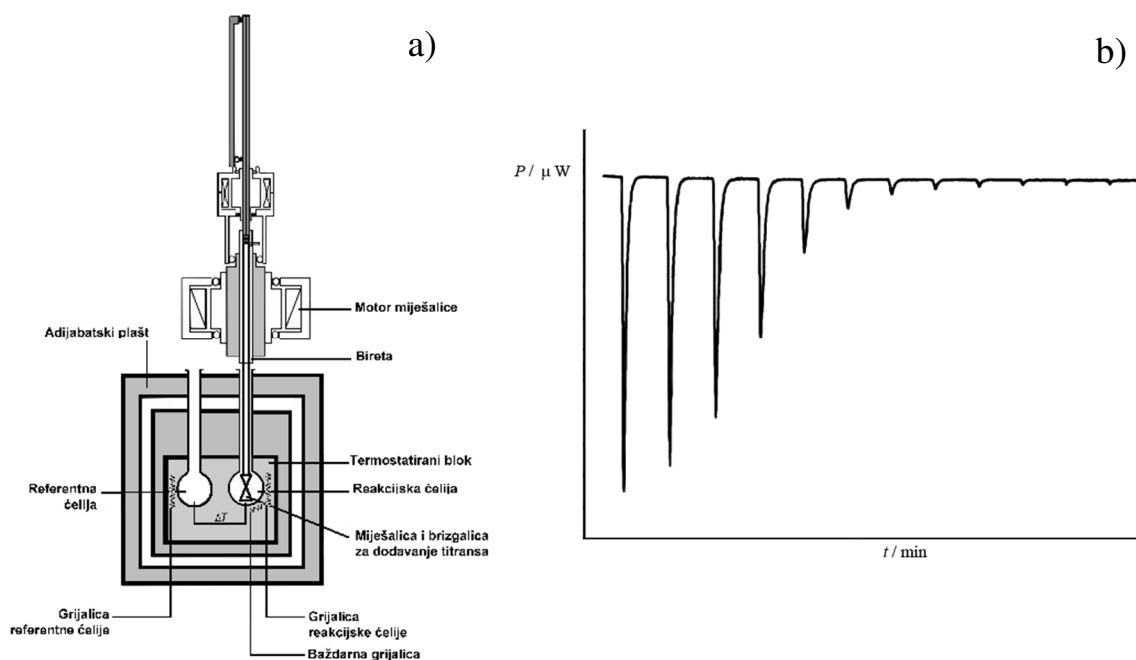 a)
Motor miješalice
Adijabatski plašt
Bireta
Termostatirani blok
Referentna
ćelija
Reakcijska ćelija
ΔT
Miješalica i brizgalica
za dodavanje titransa
Grijalica
referentne ćelije
Grijalica
reakcijske ćelije
Baždarna grijalica
b)
P / μ W
t / min